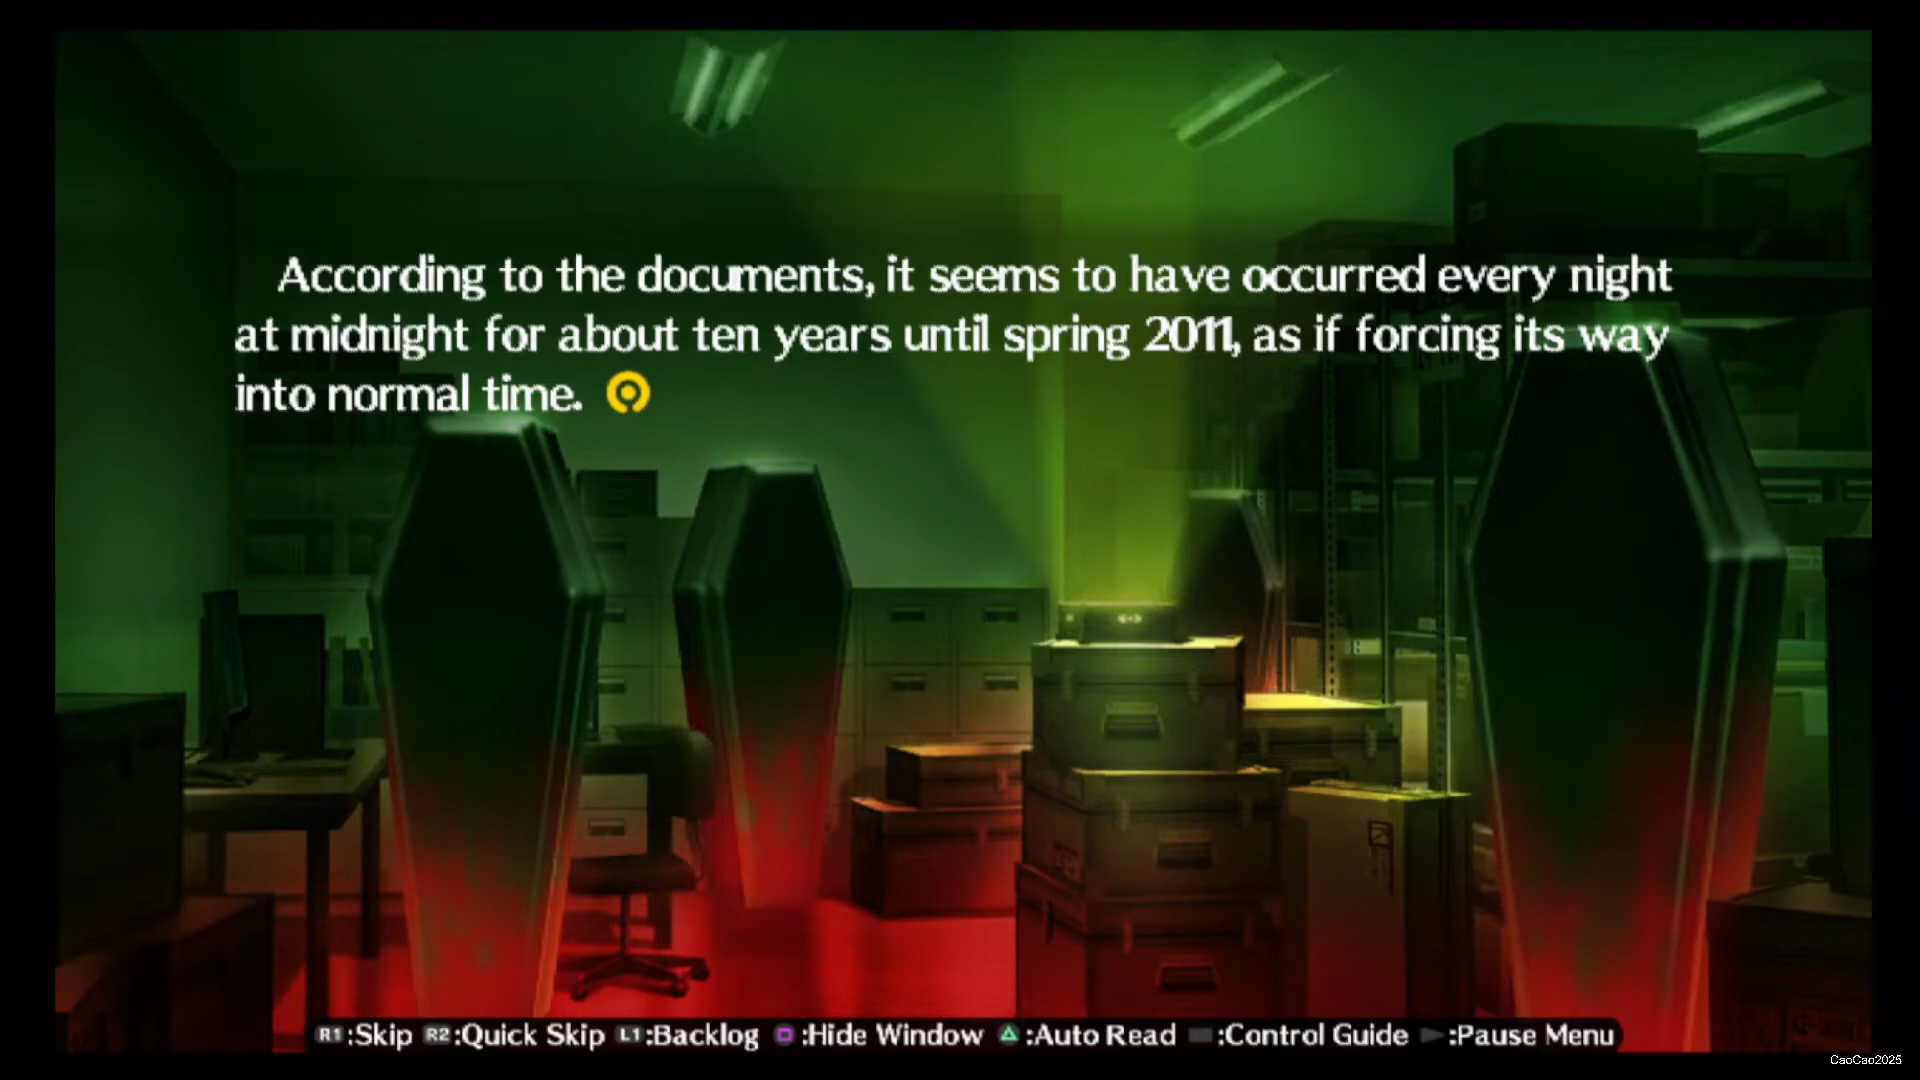 According to the documents, it seems to have occurred every night
at midnight for about ten years until spring 2011, as if forcing its way
into normal time.
R1:Skip R2:Quick Skip L1:Backlog :Hide Window :Auto Read :Control Guide :Pause Menu
CaoCao2025